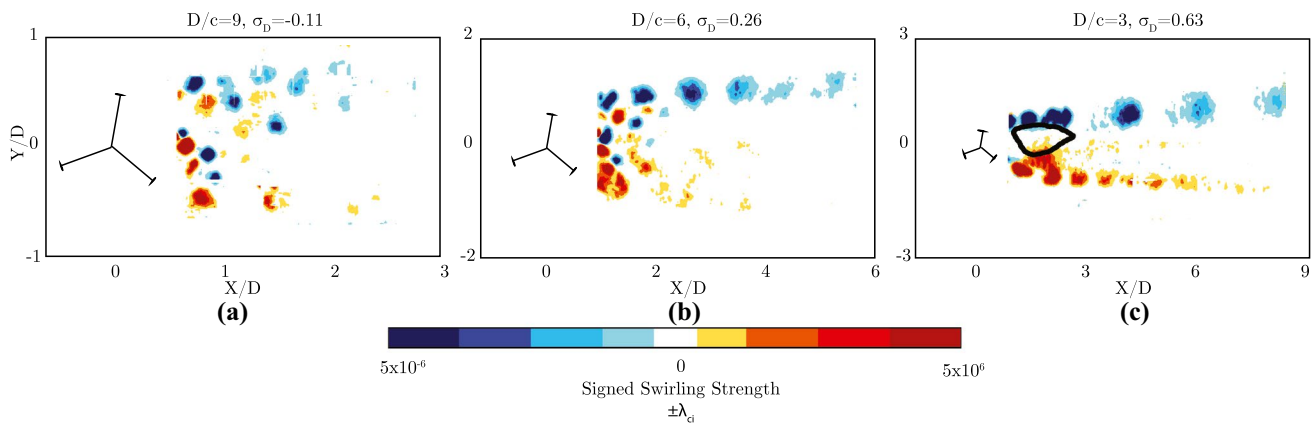 D/c=9, σD=-0.11
1
Y/D
0
-1
0
1
2
3
X/D
(a)
D/c=6, σD=0.26
2
0
-2
0
2
4
6
X/D
(b)
D/c=3, σD=0.63
3
0
-3
0
3
6
9
X/D
(c)
5x10⁻⁶
0
5x10⁶
Signed Swirling Strength
±λci